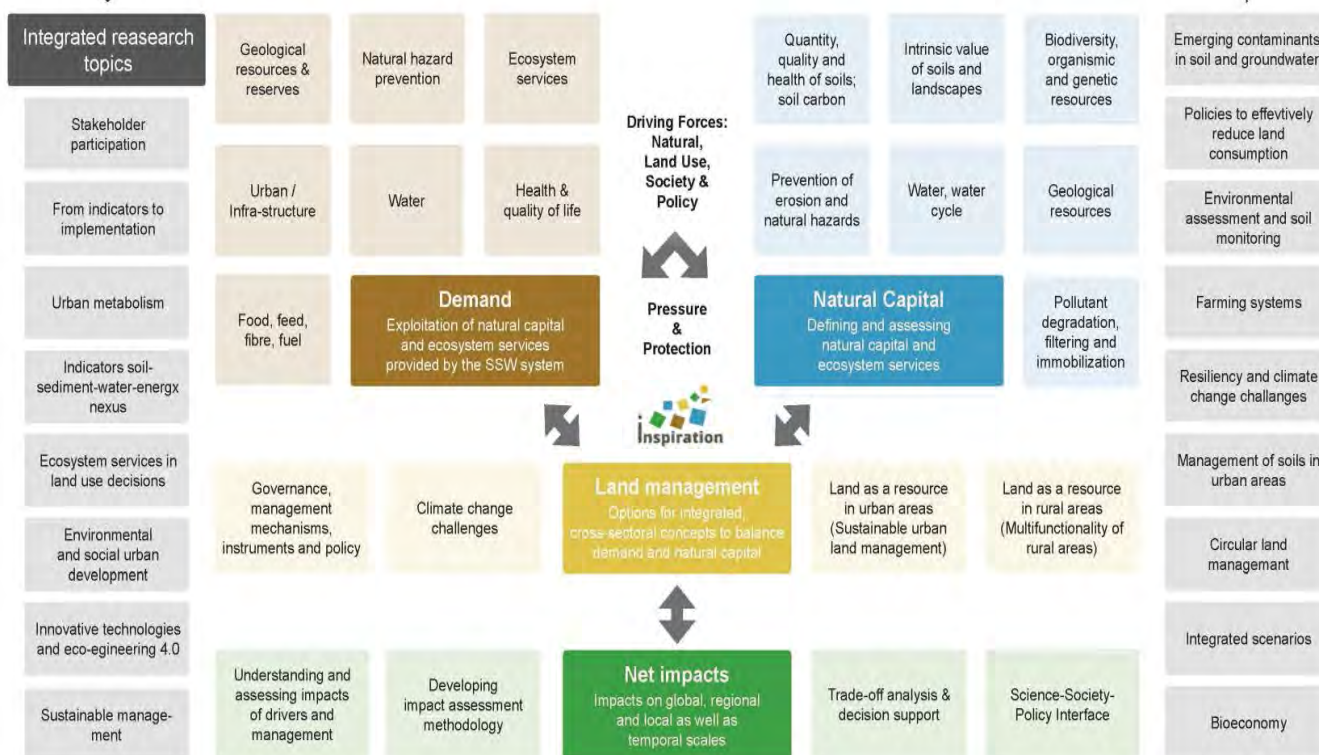 Integrated reasearch
topics
Stakeholder
participation
From indicators to
implementation
Urban metabolism
Indicators soil-
sediment-water-energx
nexus
Ecosystem services in
land use decisions
Environmental
and social urban
development
Innovative technologies
and eco-egineering 4.0
Sustainable manage-
ment
Geological
resources &
reserves
Natural hazard
prevention
Ecosystem
services
Urban /
Infra-structure
Water
Health &
quality of life
Food, feed,
fibre, fuel
Demand
Exploitation of natural capital
and ecosystem services
provided by the SSW system
Driving Forces:
Natural,
Land Use,
Society &
Policy
Pressure
&
Protection
inspiration
Quantity,
quality and
health of soils;
soil carbon
Intrinsic value
of soils and
landscapes
Biodiversity,
organismic
and genetic
resources
Prevention of
erosion and
natural hazards
Water, water
cycle
Geological
resources
Natural Capital
Defining and assessing
natural capital and
ecosystem services
Pollutant
degradation,
filtering and
immobilization
Governance,
management
mechanisms,
instruments and policy
Climate change
challenges
Land management
Options for integrated,
cross-sectoral concepts to balance
demand and natural capital
Land as a resource
in urban areas
(Sustainable urban
land management)
Land as a resource
in rural areas
(Multifunctionality of
rural areas)
Understanding and
assessing impacts
of drivers and
management
Developing
impact assessment
methodology
Net impacts
Impacts on global, regional
and local as well as
temporal scales
Trade-off analysis &
decision support
Science-Society-
Policy Interface
Emerging contaminants
in soil and groundwater
Policies to effvtively
reduce land
consumption
Environmental
assessment and soil
monitoring
Farming systems
Resiliency and climate
change challanges
Management of soils in
urban areas
Circular land
managemant
Integrated scenarios
Bioeconomy